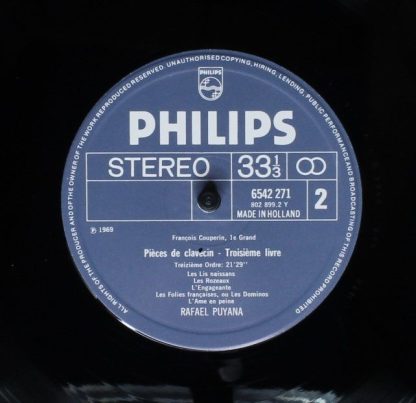 ALL RIGHTS OF THE PRODUCER AND OF THE OWNER OF THE WORK REPRODUCED RESERVED. UNAUTHORISED COPYING, HIRING, LENDING, PUBLIC PERFORMANCE AND BROADCASTING OF THIS RECORD PROHIBITED
PHILIPS
PHILIPS
STEREO 33 1/3
6542 271
802 899.2 Y
MADE IN HOLLAND
2
℗ 1969
François Couperin, le Grand
Pièces de clavecin - Troisième livre
Treizième Ordre: 21'29"
Les Lis naissans
Les Rozeaux
L'Engageante
Les Folies françaises, ou Les Dominos
L'Ame en peine
RAFAEL PUYANA